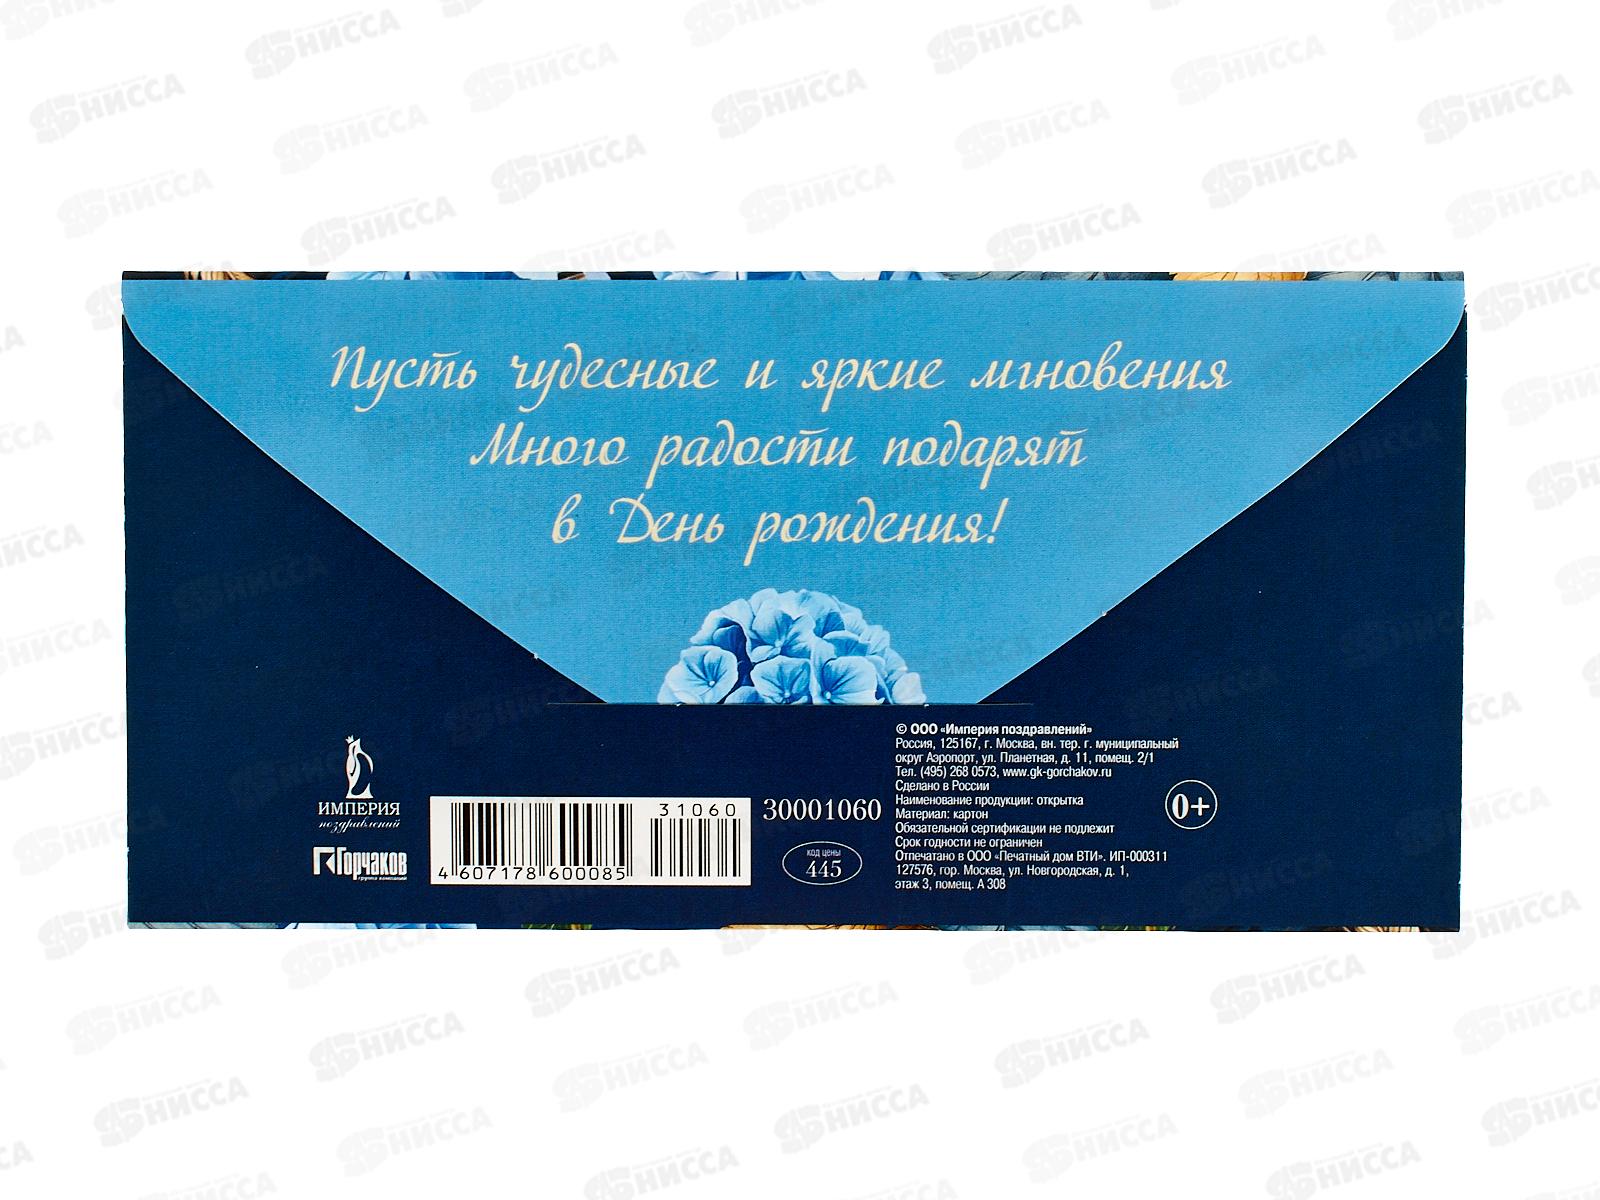 Пусть чудесные и яркие мгновения
Много радости подарят
в День рождения!
ИМПЕРИЯ
поздравлений
Горчаков
группа компаний
31060
4 607178 600085
30001060
код цены
445
© ООО «Империя поздравлений»
Россия, 125167, г. Москва, вн. тер. г. муниципальный
округ Аэропорт, ул. Планетная, д. 11, помещ. 2/1
Тел. (495) 268 0573, www.gk-gorchakov.ru
Сделано в России
Наименование продукции: открытка
Материал: картон
Обязательной сертификации не подлежит
Срок годности не ограничен
Отпечатано в ООО «Печатный дом ВТИ». ИП-000311
127576, гор. Москва, ул. Новгородская, д. 1,
этаж 3, помещ. А 308
0+
НИССА